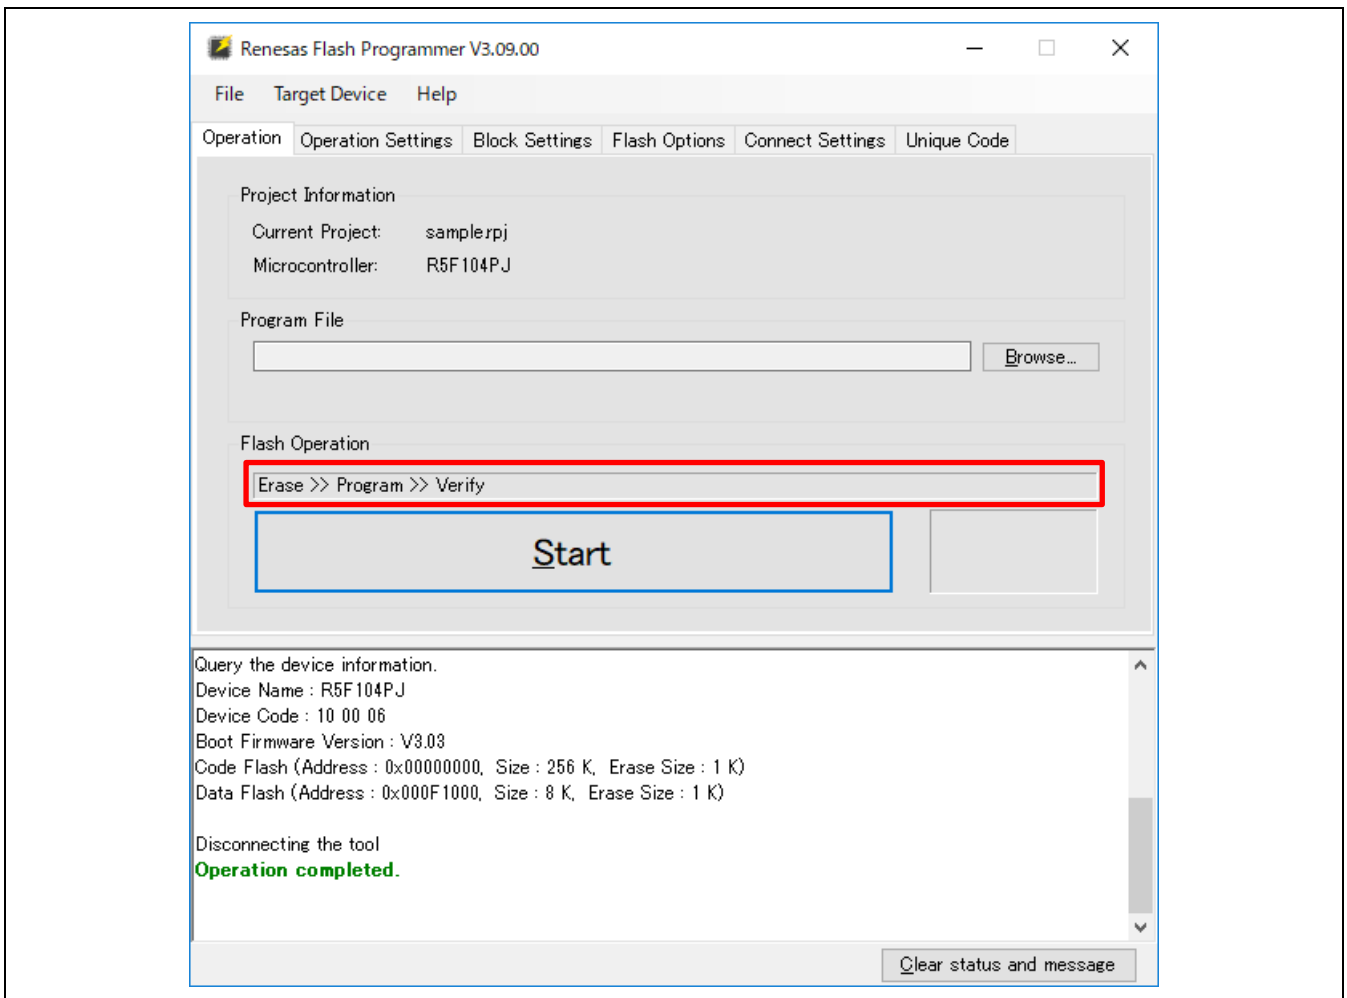 Renesas Flash Programmer V3.09.00
File Target Device Help
Operation Operation Settings Block Settings Flash Options Connect Settings Unique Code
Project Information
Current Project: sample.rpj
Microcontroller: R5F104PJ
Program File
Browse...
Flash Operation
Erase >> Program >> Verify
Start
Query the device information.
Device Name : R5F104PJ
Device Code : 10 00 06
Boot Firmware Version : V3.03
Code Flash (Address : 0x00000000, Size : 256 K, Erase Size : 1 K)
Data Flash (Address : 0x000F1000, Size : 8 K, Erase Size : 1 K)
Disconnecting the tool
Operation completed.
Clear status and message